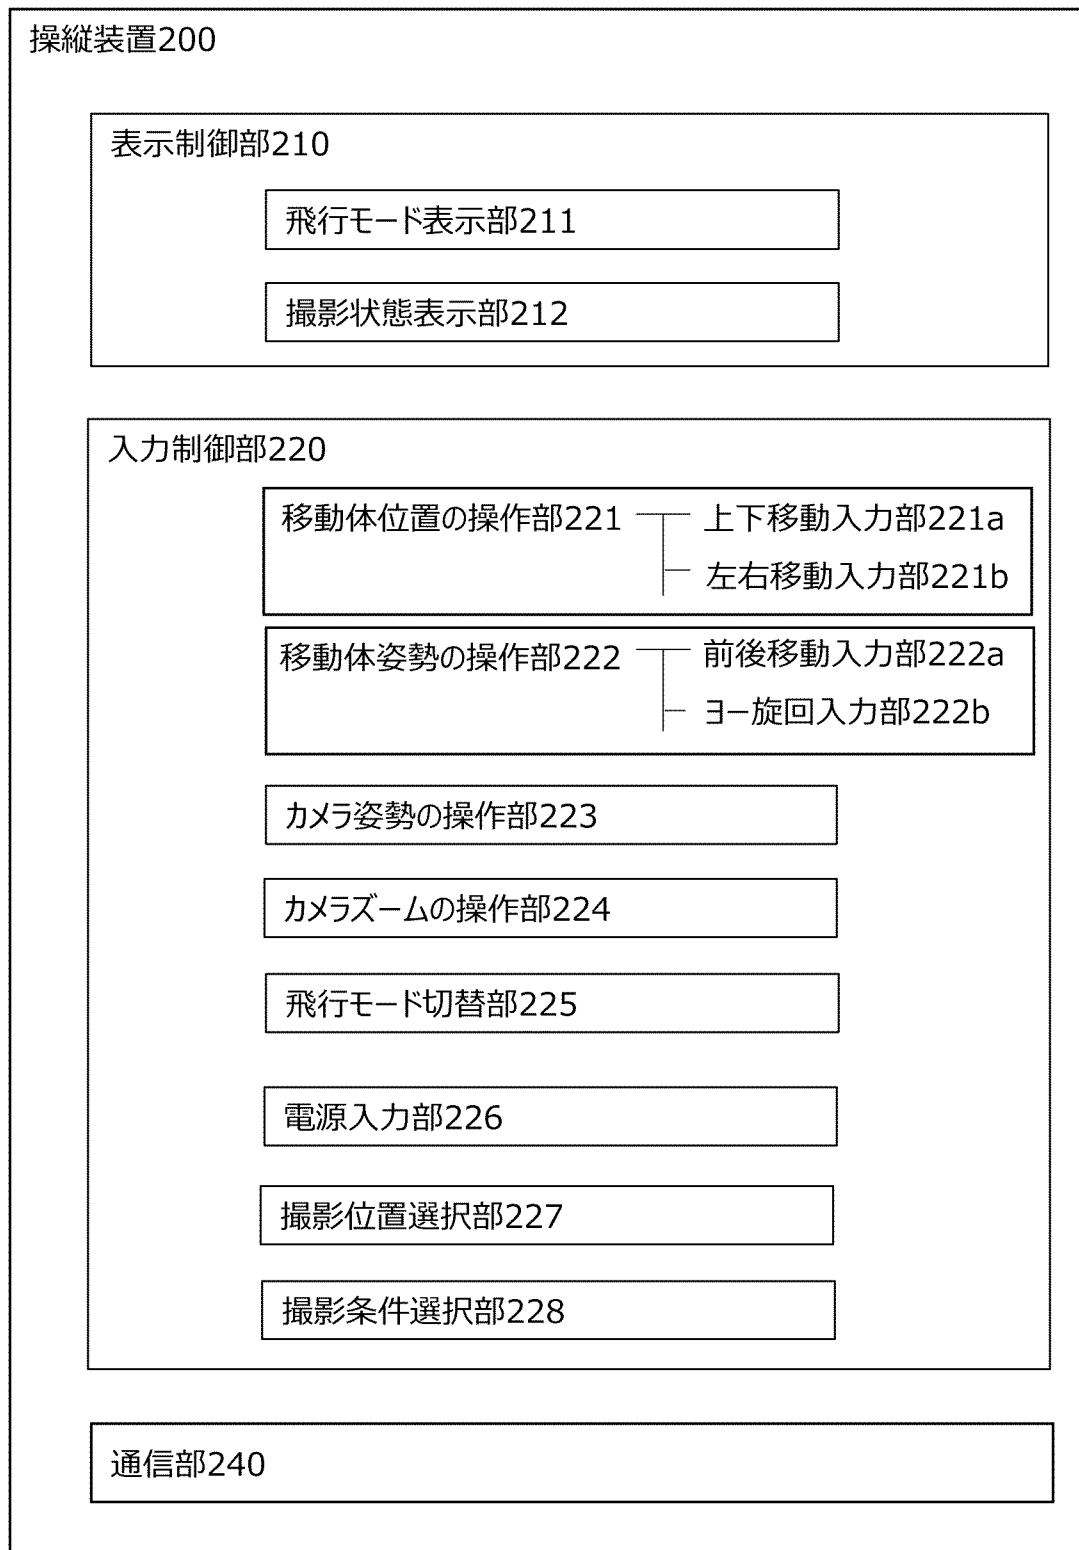 操縦装置200
表示制御部210
飛行モード表示部211
撮影状態表示部212
入力制御部220
移動体位置の操作部221
上下移動入力部221a
左右移動入力部221b
移動体姿勢の操作部222
前後移動入力部222a
ヨー旋回入力部222b
カメラ姿勢の操作部223
カメラズームの操作部224
飛行モード切替部225
電源入力部226
撮影位置選択部227
撮影条件選択部228
通信部240